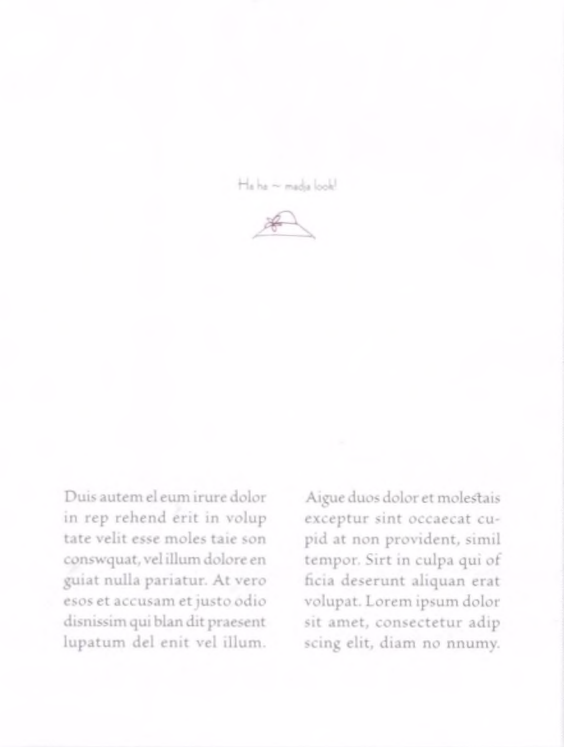 Ha ha ~ madja look!
Duis autem el eum irure dolor
in rep rehend erit in volup
tate velit esse moles taie son
conswquat, vel illum dolore en
guiat nulla pariatur. At vero
esos et accusam et justo odio
disnissim qui blan dit praesent
lupatum del enit vel illum.
Aigue duos dolor et molestais
exceptur sint occaecat cu-
pid at non provident, simil
tempor. Sirt in culpa qui of
ficia deserunt aliquan erat
volupat. Lorem ipsum dolor
sit amet, consectetur adip
scing elit, diam no nnumy.